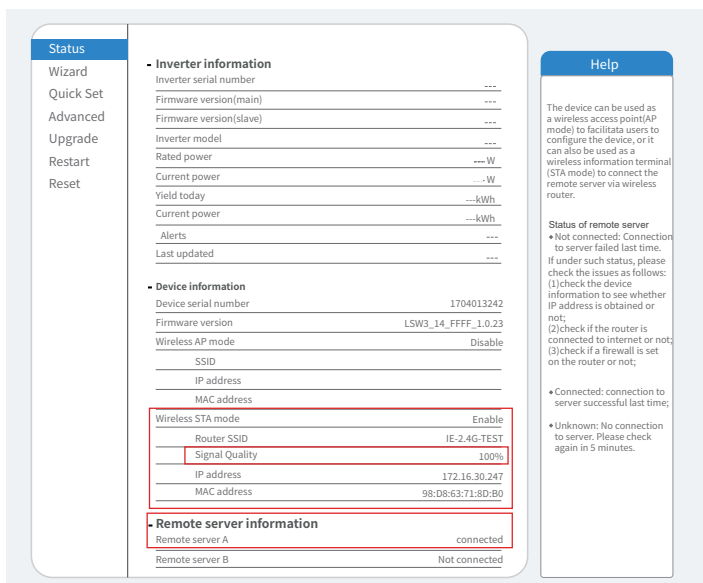 Status
Wizard
Quick Set
Advanced
Upgrade
Restart
Reset
- Inverter information
Inverter serial number ---
Firmware version(main) ---
Firmware version(slave) ---
Inverter model ---
Rated power --- W
Current power --- W
Yield today ---kWh
Current power ---kWh
Alerts ---
Last updated ---
- Device information
Device serial number 1704013242
Firmware version LSW3_14_FFFF_1.0.23
Wireless AP mode Disable
SSID
IP address
MAC address
Wireless STA mode Enable
Router SSID IE-2.4G-TEST
Signal Quality 100%
IP address 172.16.30.247
MAC address 98:D8:63:71:8D:B0
- Remote server information
Remote server A connected
Remote server B Not connected
Help
The device can be used as
a wireless access point(AP
mode) to facilitata users to
configure the device, or it
can also be used as a
wireless information terminal
(STA mode) to connect the
remote server via wireless
router.
Status of remote server
◆Not connected: Connection
to server failed last time.
If under such status, please
check the issues as follows:
(1)check the device
information to see whether
IP address is obtained or
not;
(2)check if the router is
connected to internet or not;
(3)check if a firewall is set
on the router or not;
◆Connected: connection to
server successful last time;
◆Unknown: No connection
to server. Please check
again in 5 minutes.